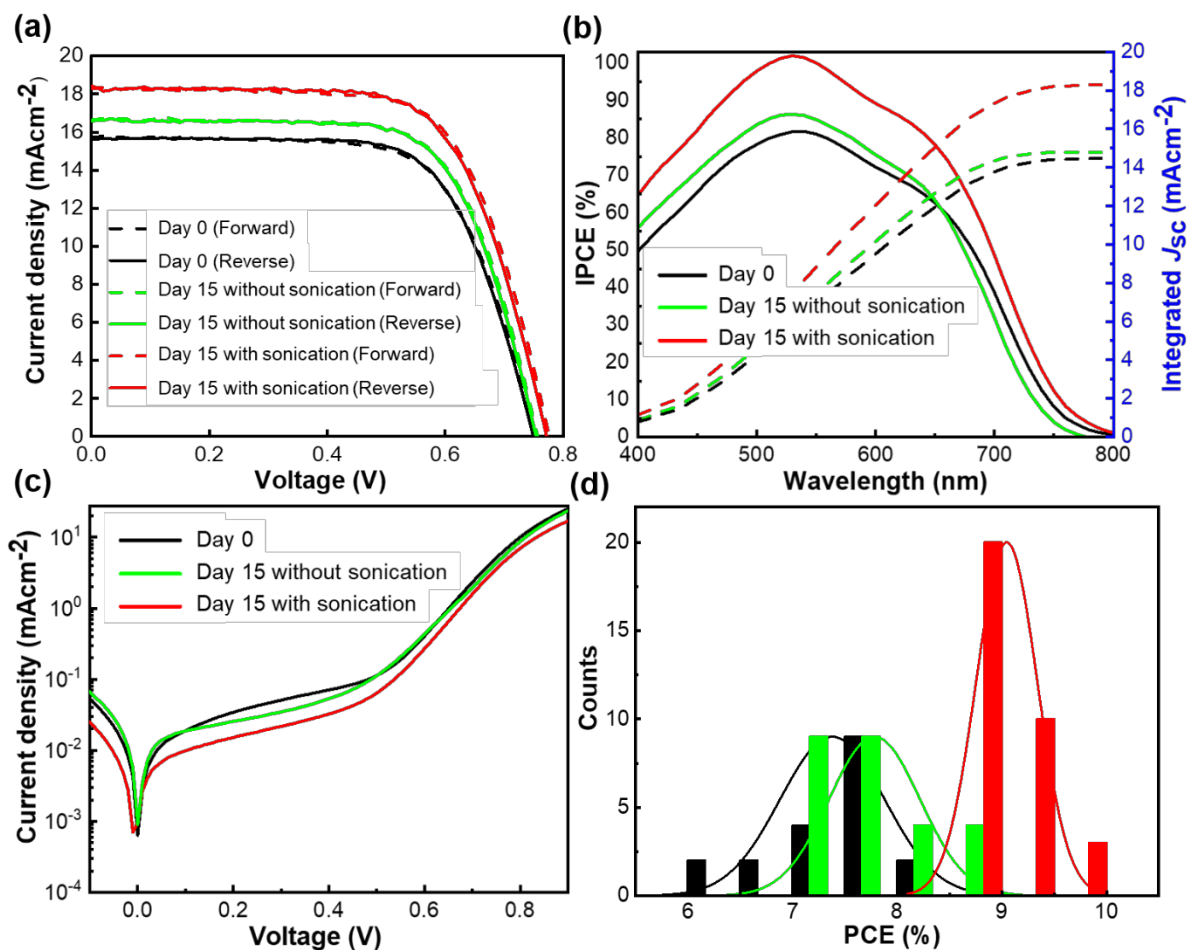 (a)
20
18
16
14
12
10
8
6
4
2
0
Current density (mAcm-2)
Day 0 (Forward)
Day 0 (Reverse)
Day 15 without sonication (Forward)
Day 15 without sonication (Reverse)
Day 15 with sonication (Forward)
Day 15 with sonication (Reverse)
0.0 0.2 0.4 0.6 0.8
Voltage (V)
(b)
100
90
80
70
60
50
40
30
20
10
0
IPCE (%)
Day 0
Day 15 without sonication
Day 15 with sonication
20
18
16
14
12
10
8
6
4
2
0
Integrated JSC (mAcm-2)
400 500 600 700 800
Wavelength (nm)
(c)
10^1
10^0
10^-1
10^-2
10^-3
10^-4
Current density (mAcm-2)
Day 0
Day 15 without sonication
Day 15 with sonication
0.0 0.2 0.4 0.6 0.8
Voltage (V)
(d)
20
15
10
5
0
Counts
6 7 8 9 10
PCE (%)